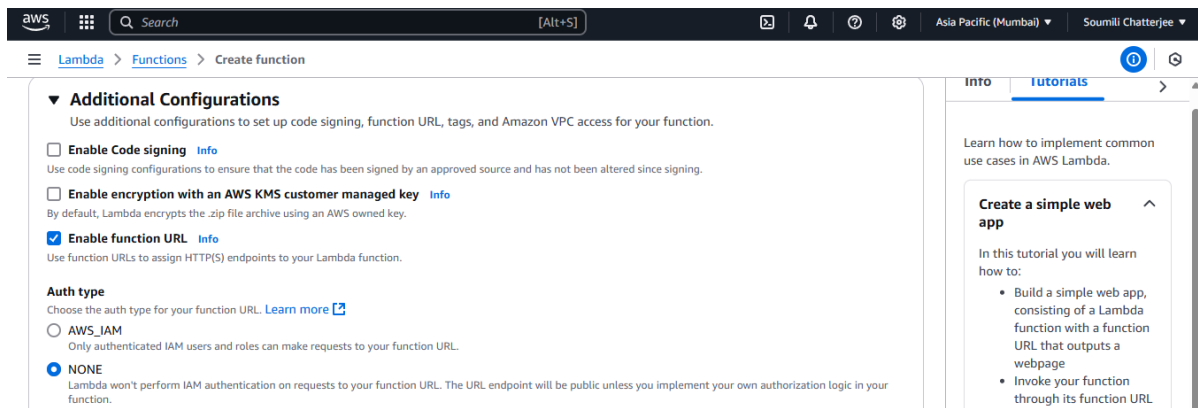 aws
Search
[Alt+S]
Asia Pacific (Mumbai) ▼
Soumili Chatterjee ▼
Lambda > Functions > Create function
▼ Additional Configurations
Use additional configurations to set up code signing, function URL, tags, and Amazon VPC access for your function.
Enable Code signing Info
Use code signing configurations to ensure that the code has been signed by an approved source and has not been altered since signing.
Enable encryption with an AWS KMS customer managed key Info
By default, Lambda encrypts the .zip file archive using an AWS owned key.
Enable function URL Info
Use function URLs to assign HTTP(S) endpoints to your Lambda function.
Auth type
Choose the auth type for your function URL. Learn more
AWS_IAM
Only authenticated IAM users and roles can make requests to your function URL.
NONE
Lambda won't perform IAM authentication on requests to your function URL. The URL endpoint will be public unless you implement your own authorization logic in your
function.
Info
Tutorials
Learn how to implement common
use cases in AWS Lambda.
Create a simple web
app
In this tutorial you will learn
how to:
• Build a simple web app,
consisting of a Lambda
function with a function
URL that outputs a
webpage
• Invoke your function
through its function URL